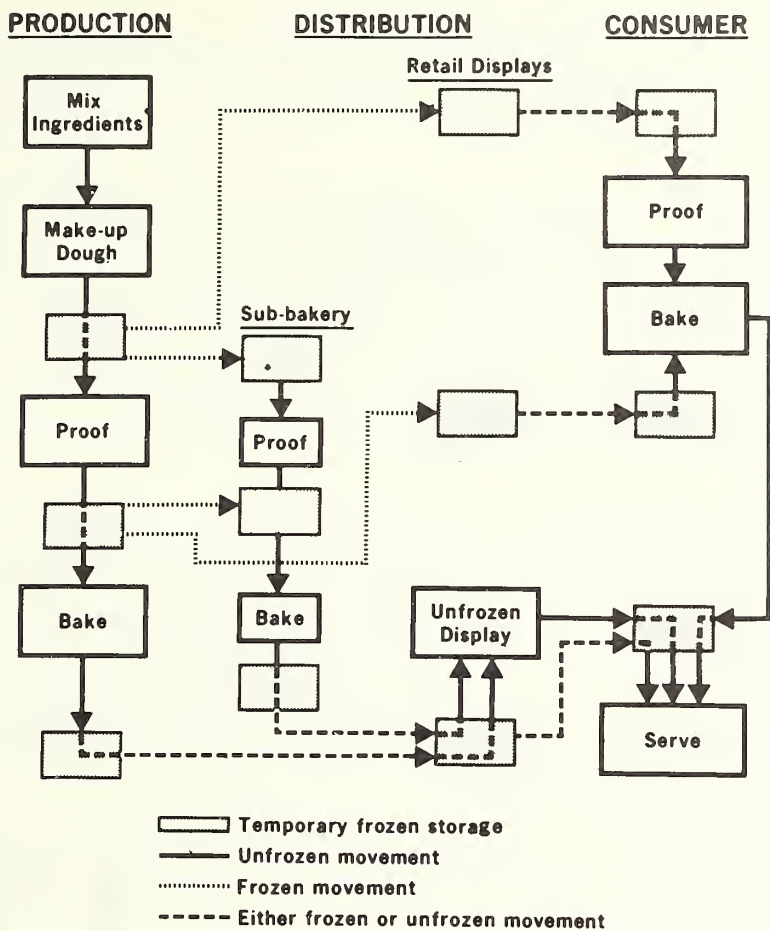 PRODUCTION
DISTRIBUTION
CONSUMER
Retail Displays
Mix
Ingredients
Make-up
Dough
Proof
Sub-bakery
Bake
Proof
Proof
Bake
Bake
Unfrozen
Display
Bake
Serve
Temporary frozen storage
Unfrozen movement
Frozen movement
Either frozen or unfrozen movement